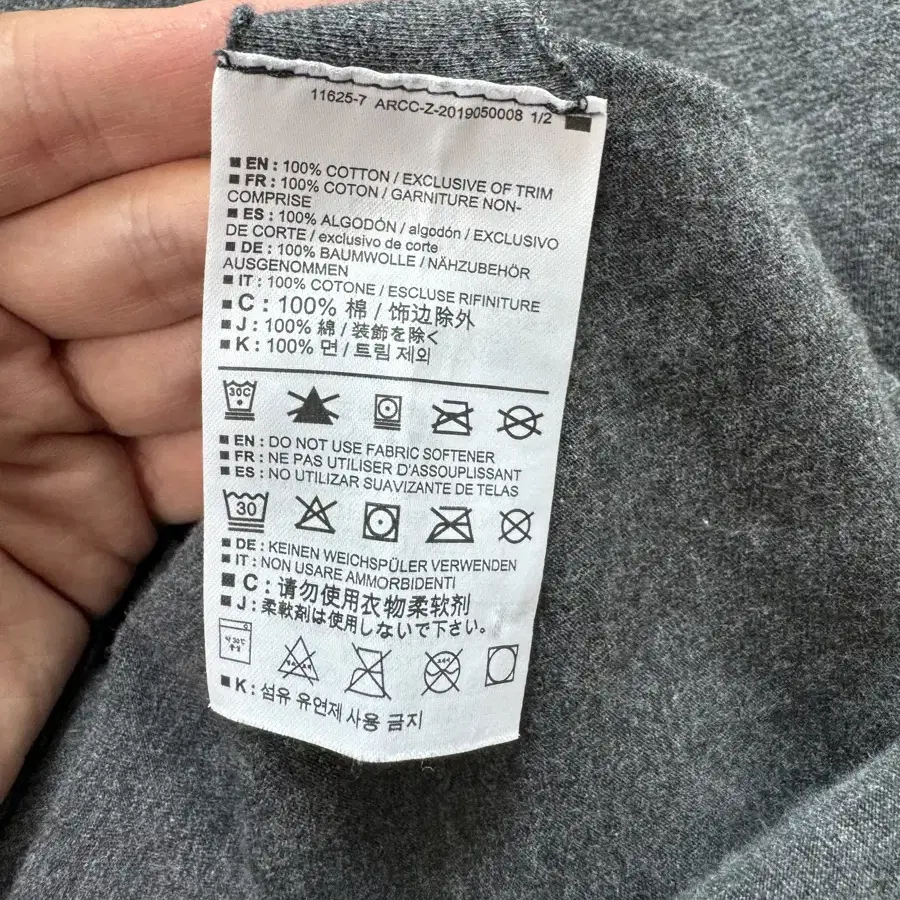 11625-7 ARCC-Z-2019050008 1/2
EN : 100% COTTON / EXCLUSIVE OF TRIM
FR : 100% COTON / GARNITURE NON-
COMPRISE
ES : 100% ALGODÓN / algodón / EXCLUSIVO
DE CORTE / exclusivo de corte
DE : 100% BAUMWOLLE / NÄHZUBEHÖR
AUSGENOMMEN
IT : 100% COTONE / ESCLUSE RIFINITURE
C : 100% 棉 / 饰边除外
J : 100% 綿 / 装飾を除く
K : 100% 면 / 트림 제외
30C
EN : DO NOT USE FABRIC SOFTENER
FR : NE PAS UTILISER D'ASSOUPLISSANT
ES : NO UTILIZAR SUAVIZANTE DE TELAS
30
DE : KEINEN WEICHSPÜLER VERWENDEN
IT : NON USARE AMMORBIDENTI
C : 请勿使用衣物柔软剂
J : 柔軟剤は使用しないで下さい。
K : 섬유 유연제 사용 금지